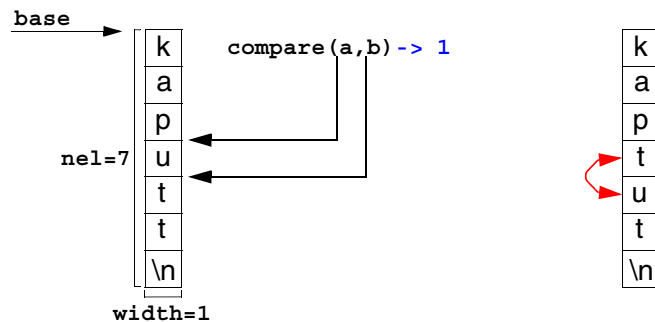 base
k
a
p
u
t
t
\n
nel=7
width=1
compare(a,b)-> 1
k
a
p
t
u
t
\n